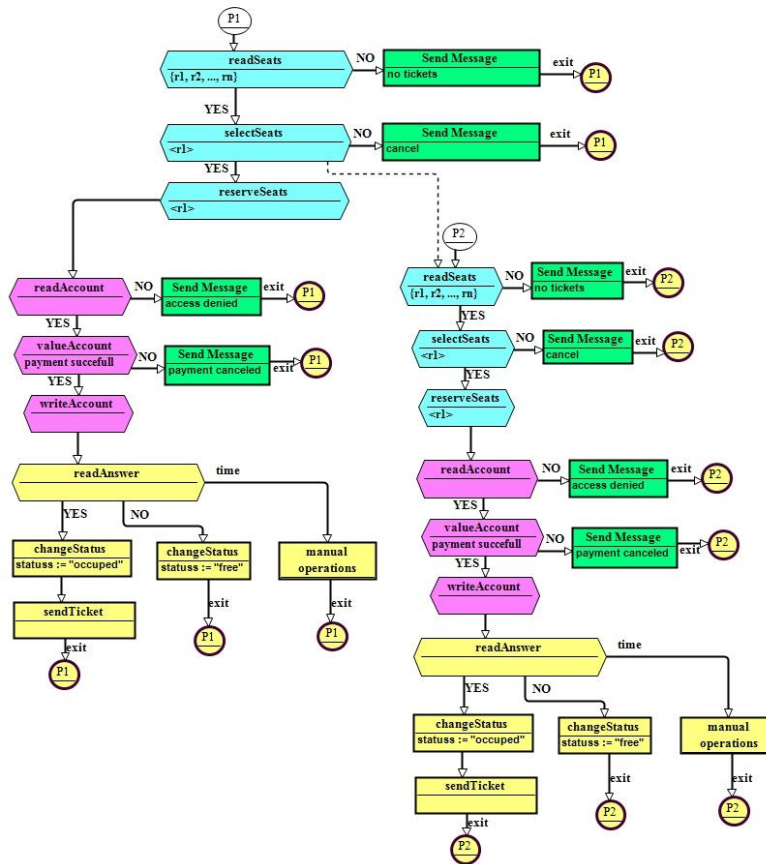 P1
readSeats
{r1, r2, ..., rn}
NO
Send Message
no tickets
exit
P1
YES
selectSeats
<r1>
NO
Send Message
cancel
exit
P1
YES
reserveSeats
<r1>
readAccount
NO
Send Message
access denied
exit
P1
YES
valueAccount
payment succefull
NO
Send Message
payment canceled
exit
P1
YES
writeAccount
readAnswer
time
YES
NO
changeStatus
statuss := "occuped"
changeStatus
statuss := "free"
manual
operations
sendTicket
exit
P1
exit
P1
exit
P1
P2
readSeats
{r1, r2, ..., rn}
NO
Send Message
no tickets
exit
P2
YES
selectSeats
<r1>
NO
Send Message
cancel
exit
P2
YES
reserveSeats
<r1>
readAccount
NO
Send Message
access denied
exit
P2
YES
valueAccount
payment succefull
NO
Send Message
payment canceled
exit
P2
YES
writeAccount
readAnswer
time
YES
NO
changeStatus
statuss := "occuped"
changeStatus
statuss := "free"
manual
operations
sendTicket
exit
P2
exit
P2
exit
P2